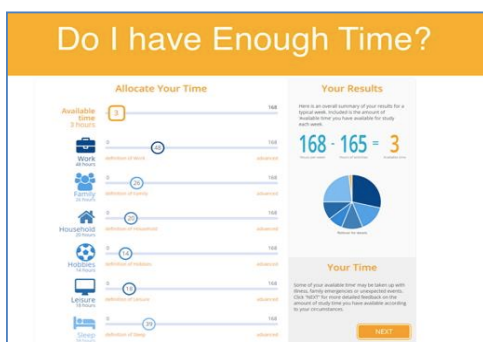 Do I have Enough Time?
Allocate Your Time
Available time
3 hours
3
168
Work
48 hours
0
48
168
definition of Work
advanced
Family
26 hours
0
26
168
definition of Family
advanced
Household
20 hours
0
20
168
definition of Household
advanced
Hobbies
14 hours
0
14
168
definition of Hobbies
advanced
Leisure
18 hours
0
18
168
definition of Leisure
advanced
Sleep
0
39
168
definition of Sleep
advanced
Your Results
Here is an overall summary of your results for a
typical week. Included is the amount of
'Available time' you have available for study
each week.
168 - 165 = 3
Hours per week
Available time
Your Time
Some of your available time may be taken up with
illness, family emergencies or unexpected events.
Click "NEXT" for more detailed feedback on the
amount of study time you have available according
to your circumstances.
NEXT